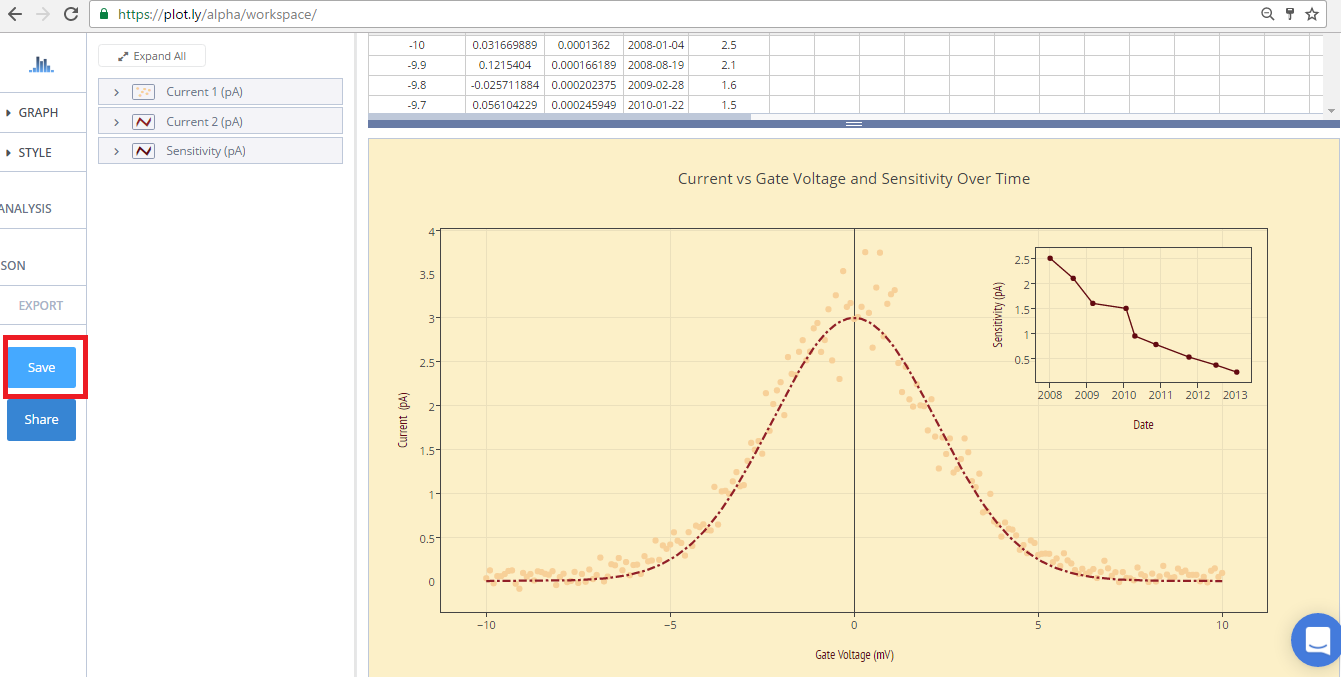 https://plot.ly/alpha/workspace/
GRAPH
STYLE
ANALYSIS
SON
EXPORT
Save
Share
Expand All
Current 1 (pA)
Current 2 (pA)
Sensitivity (pA)
-10 0.031669889 0.0001362 2008-01-04 2.5
-9.9 0.1215404 0.000166189 2008-08-19 2.1
-9.8 -0.025711884 0.000202375 2009-02-28 1.6
-9.7 0.056104229 0.000245949 2010-01-22 1.5
Current vs Gate Voltage and Sensitivity Over Time
Current (pA)
4
3.5
3
2.5
2
1.5
1
0.5
0
−10 −5 0 5 10
Gate Voltage (mV)
Sensitivity (pA)
2.5
2
1.5
1
0.5
2008 2009 2010 2011 2012 2013
Date